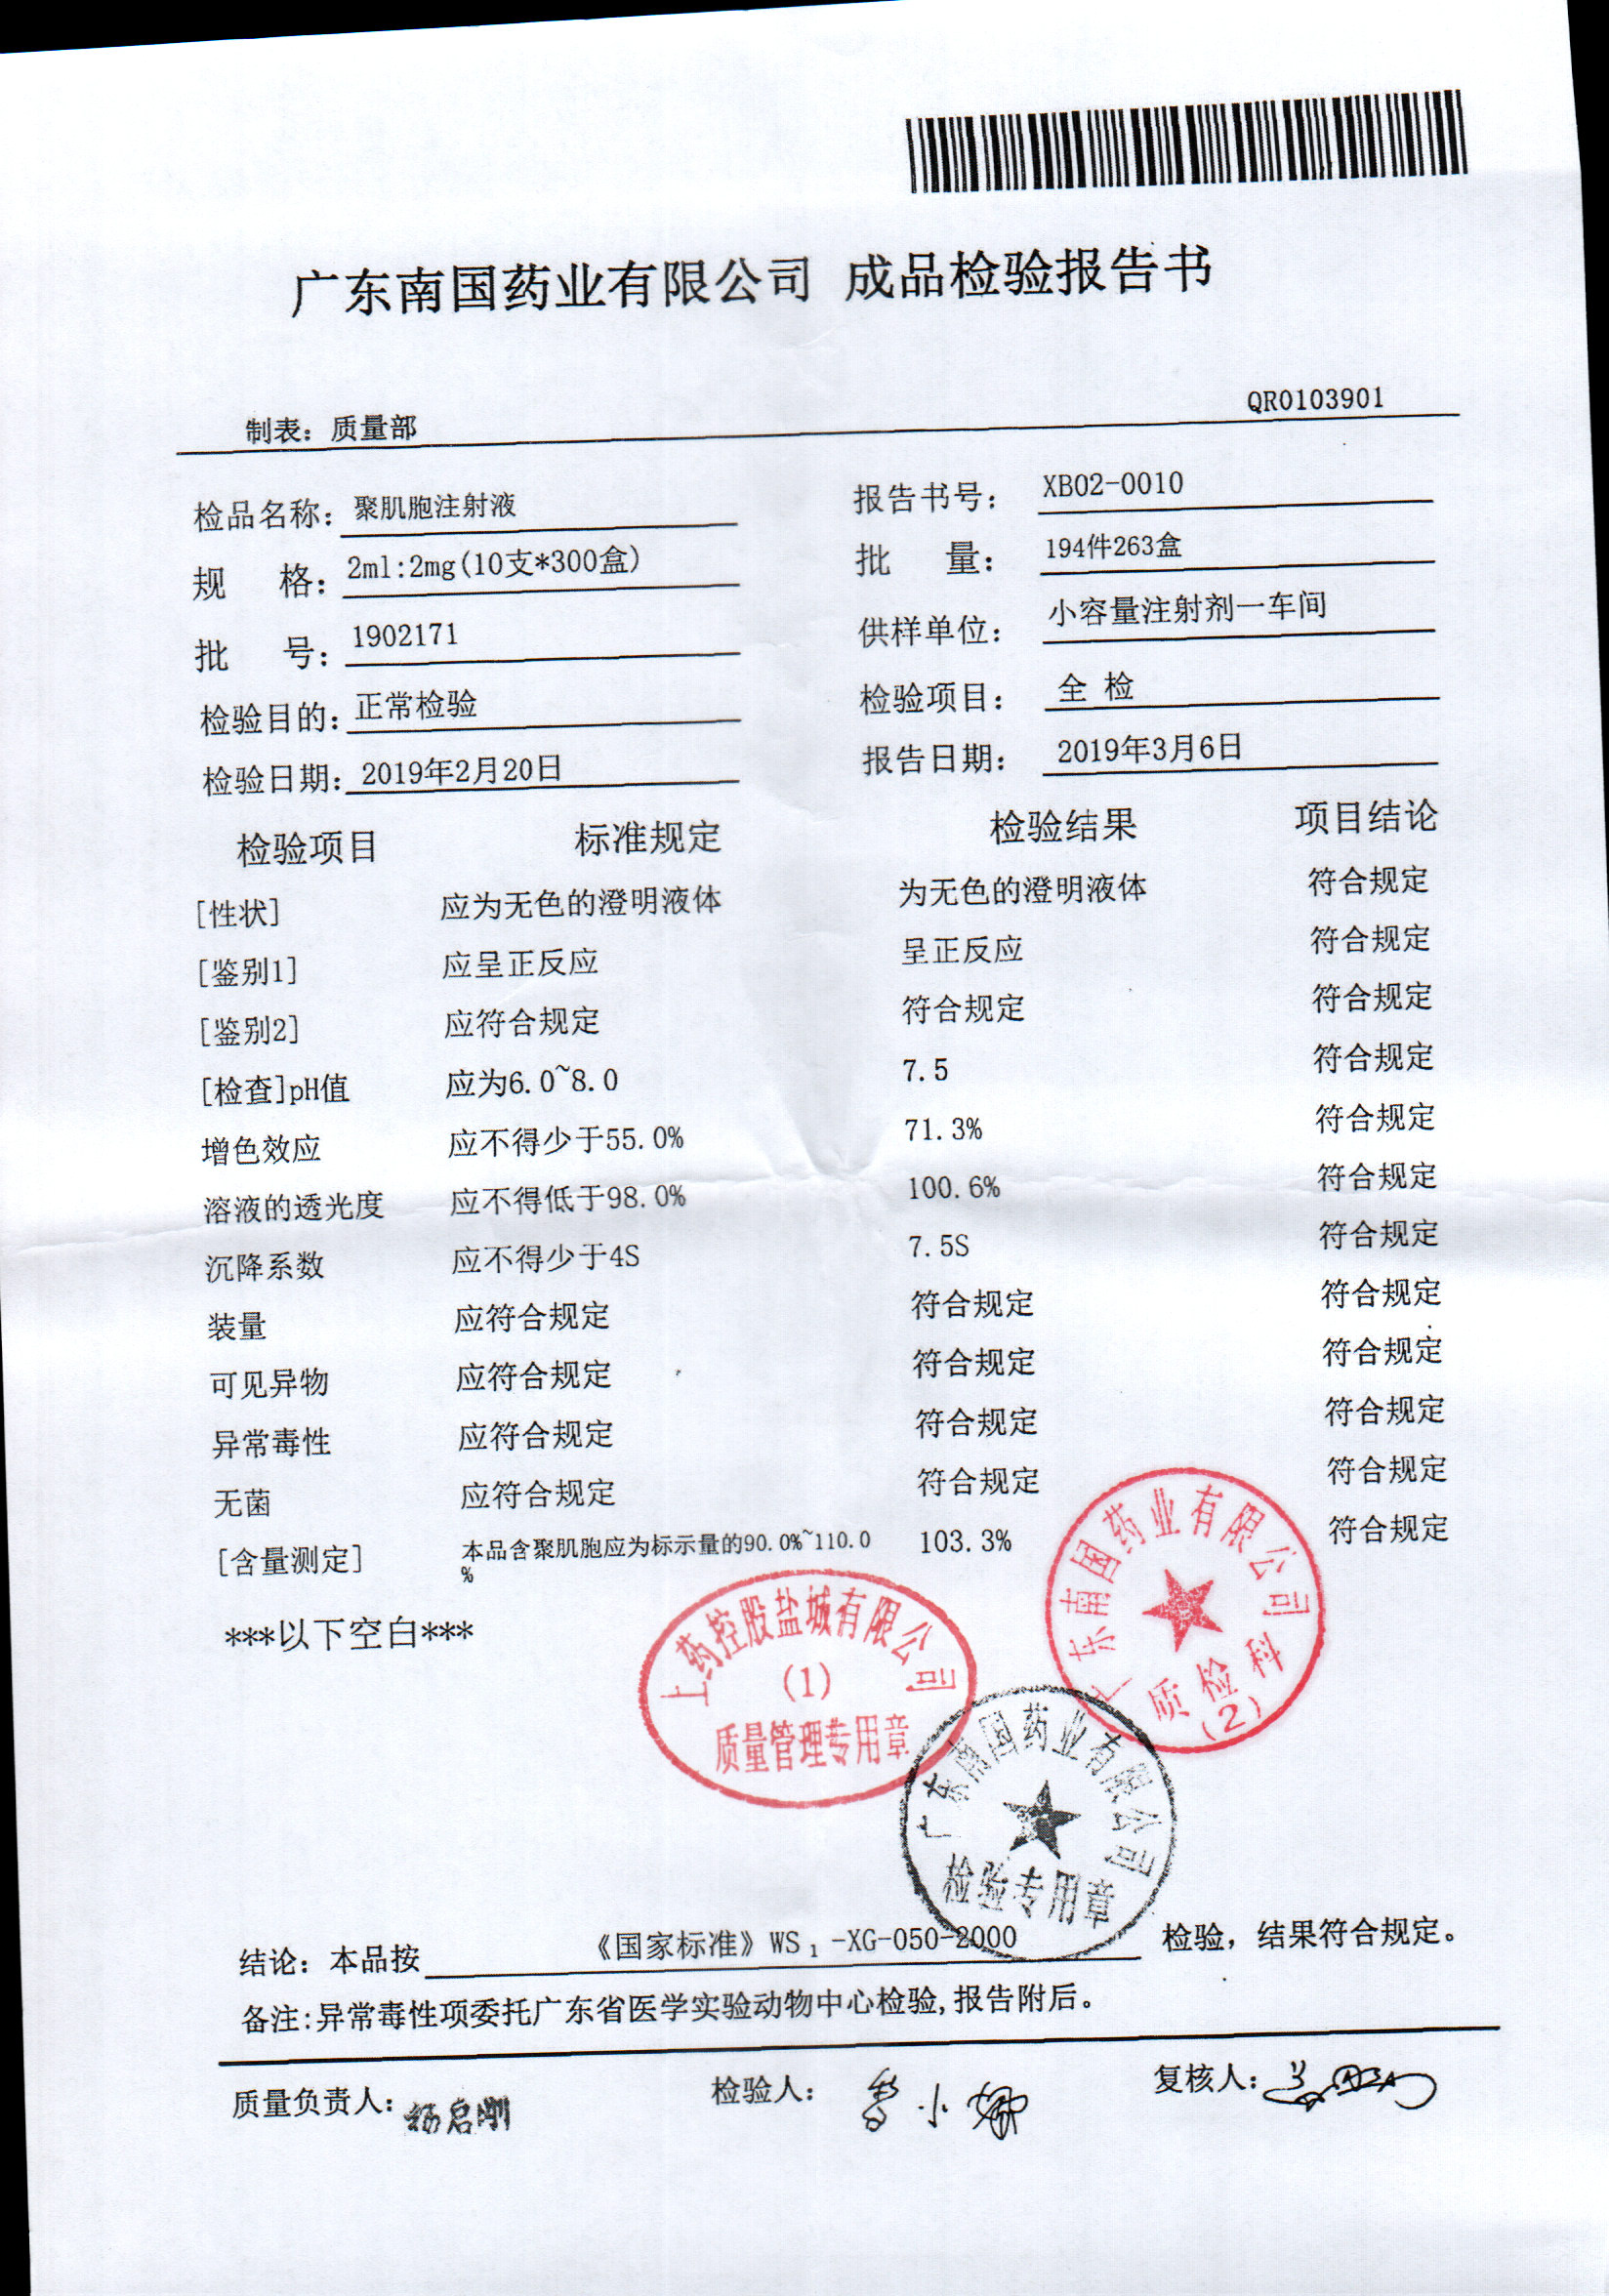 广东南国药业有限公司 成品检验报告书
制表：质量部 QR0103901
检品名称：聚肌胞注射液 报告书号：XB02-0010
规 格：2ml:2mg(10支*300盒) 批 量：194件263盒
批 号：1902171 供样单位：小容量注射剂一车间
检验目的：正常检验 检验项目：全 检
检验日期：2019年2月20日 报告日期：2019年3月6日
检验项目 标准规定 检验结果 项目结论
[性状] 应为无色的澄明液体 为无色的澄明液体 符合规定
[鉴别1] 应呈正反应 呈正反应 符合规定
[鉴别2] 应符合规定 符合规定 符合规定
[检查]pH值 应为6.0~8.0 7.5 符合规定
增色效应 应不得少于55.0% 71.3% 符合规定
溶液的透光度 应不得低于98.0% 100.6% 符合规定
沉降系数 应不得少于4S 7.5S 符合规定
装量 应符合规定 符合规定 符合规定
可见异物 应符合规定 符合规定 符合规定
异常毒性 应符合规定 符合规定 符合规定
无菌 应符合规定 符合规定 符合规定
[含量测定] 本品含聚肌胞应为标示量的90.0%~110.0 103.3% 符合规定
%
***以下空白***
上药控股盐城有限公司
(1)
质量管理专用章
广东南国药业有限公司
质检科
(2)
广东南国药业有限公司
检验专用章
结论：本品按 《国家标准》WS₁-XG-050-2000 检验，结果符合规定。
备注:异常毒性项委托广东省医学实验动物中心检验,报告附后。
质量负责人：杨启刚 检验人： 复核人：